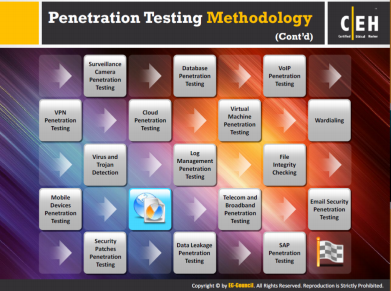 Penetration Testing Methodology
(Cont'd)
CEH
Certified Ethical Hacker
Surveillance
Camera
Penetration
Testing
Database
Penetration
Testing
VoIP
Penetration
Testing
VPN
Penetration
Testing
Cloud
Penetration
Testing
Virtual
Machine
Penetration
Testing
Wardialing
Virus and
Trojan
Detection
Log
Management
Penetration
Testing
File
Integrity
Checking
Mobile
Devices
Penetration
Testing
Telecom and
Broadband
Penetration
Testing
Email Security
Penetration
Testing
Security
Patches
Penetration
Testing
Data Leakage
Penetration
Testing
SAP
Penetration
Testing
Copyright © by EC-Council. All Rights Reserved. Reproduction is Strictly Prohibited.